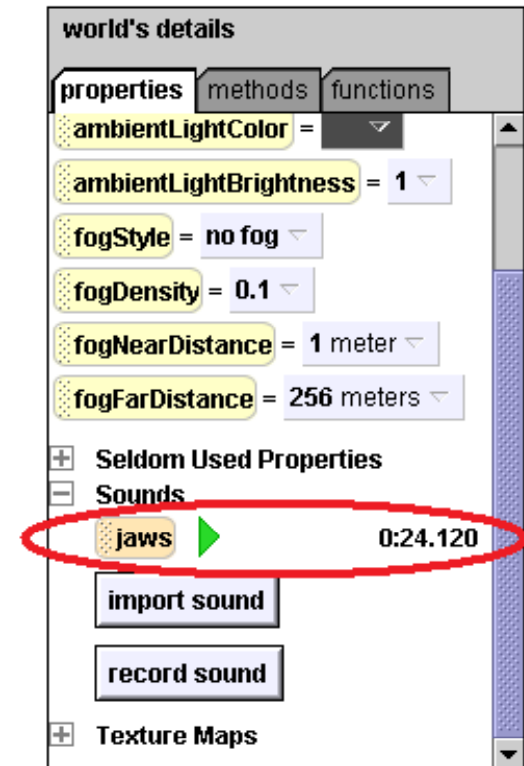 world's details
properties methods functions
ambientLightColor =
ambientLightBrightness = 1
fogStyle = no fog
fogDensity = 0.1
fogNearDistance = 1 meter
fogFarDistance = 256 meters
Seldom Used Properties
Sounds
jaws 0:24.120
import sound
record sound
Texture Maps